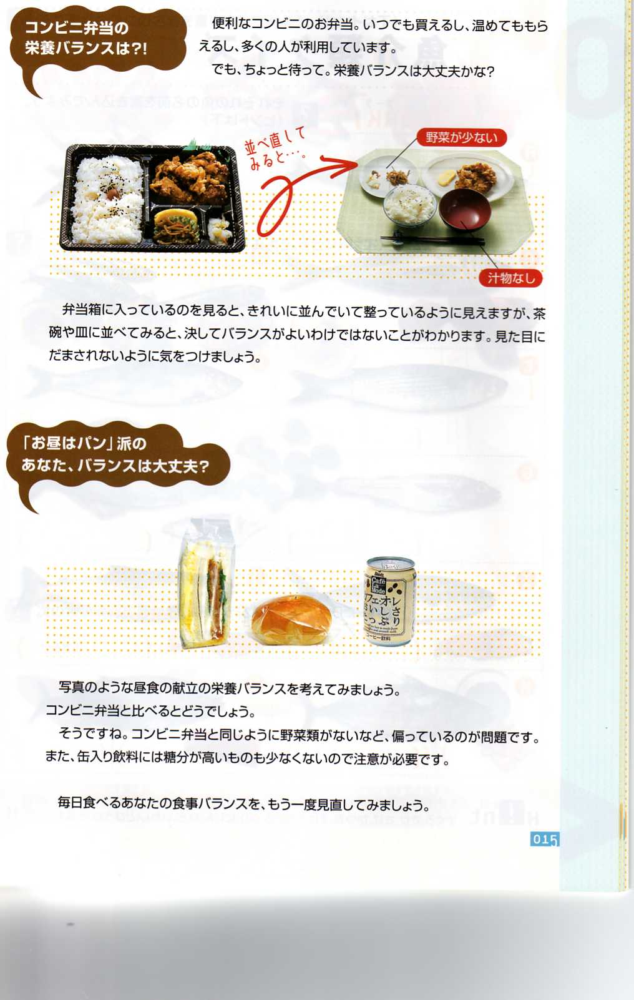 コンビニ弁当の
栄養バランスは?!
便利なコンビニのお弁当。いつでも買えるし、温めてももら
えるし、多くの人が利用しています。
でも、ちょっと待って。栄養バランスは大丈夫かな?
並べ直して
みると…。
野菜が少ない
汁物なし
弁当箱に入っているのを見ると、きれいに並んでいて整っているように見えますが、茶
碗や皿に並べてみると、決してバランスがよいわけではないことがわかります。見た目に
だまされないように気をつけましょう。
「お昼はパン」派の
あなた、バランスは大丈夫?
Café
La
Mode
カフェ・オ・レ
おいしさ
たっぷり
コーヒー飲料
写真のような昼食の献立の栄養バランスを考えてみましょう。
コンビニ弁当と比べるとどうでしょう。
そうですね。コンビニ弁当と同じように野菜類がないなど、偏っているのが問題です。
また、缶入り飲料には糖分が高いものも少なくないので注意が必要です。
毎日食べるあなたの食事バランスを、もう一度見直してみましょう。
015